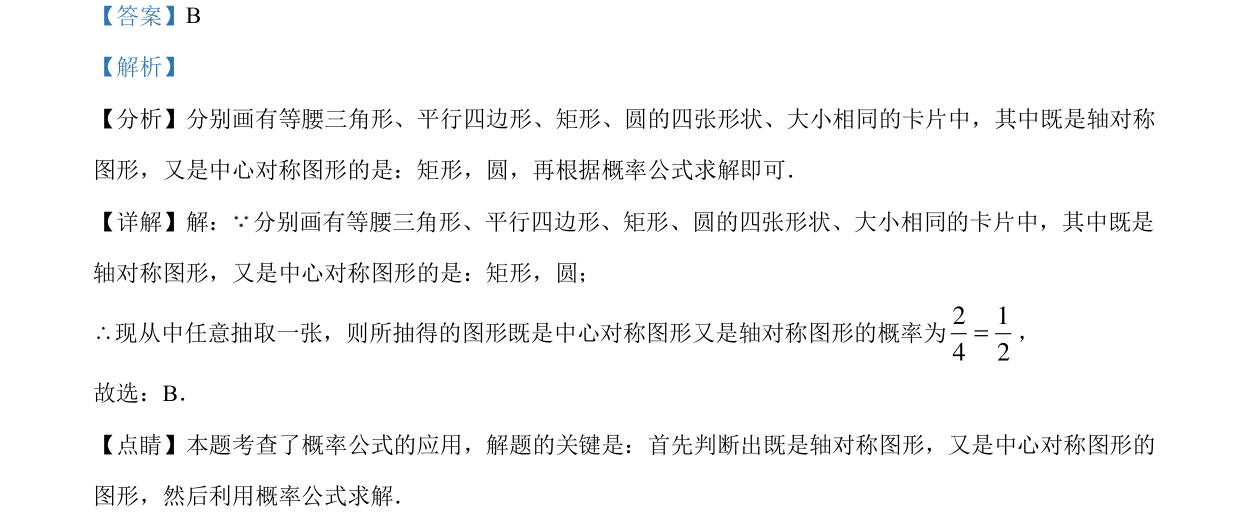 【答案】B
【解析】
【分析】分别画有等腰三角形、平行四边形、矩形、圆的四张形状、大小相同的卡片中，其中既是轴对称
图形，又是中心对称图形的是：矩形，圆，再根据概率公式求解即可．
【详解】解：∵分别画有等腰三角形、平行四边形、矩形、圆的四张形状、大小相同的卡片中，其中既是
轴对称图形，又是中心对称图形的是：矩形，圆；
∴现从中任意抽取一张，则所抽得的图形既是中心对称图形又是轴对称图形的概率为2/4=1/2，
故选：B．
【点睛】本题考查了概率公式的应用，解题的关键是：首先判断出既是轴对称图形，又是中心对称图形的
图形，然后利用概率公式求解．